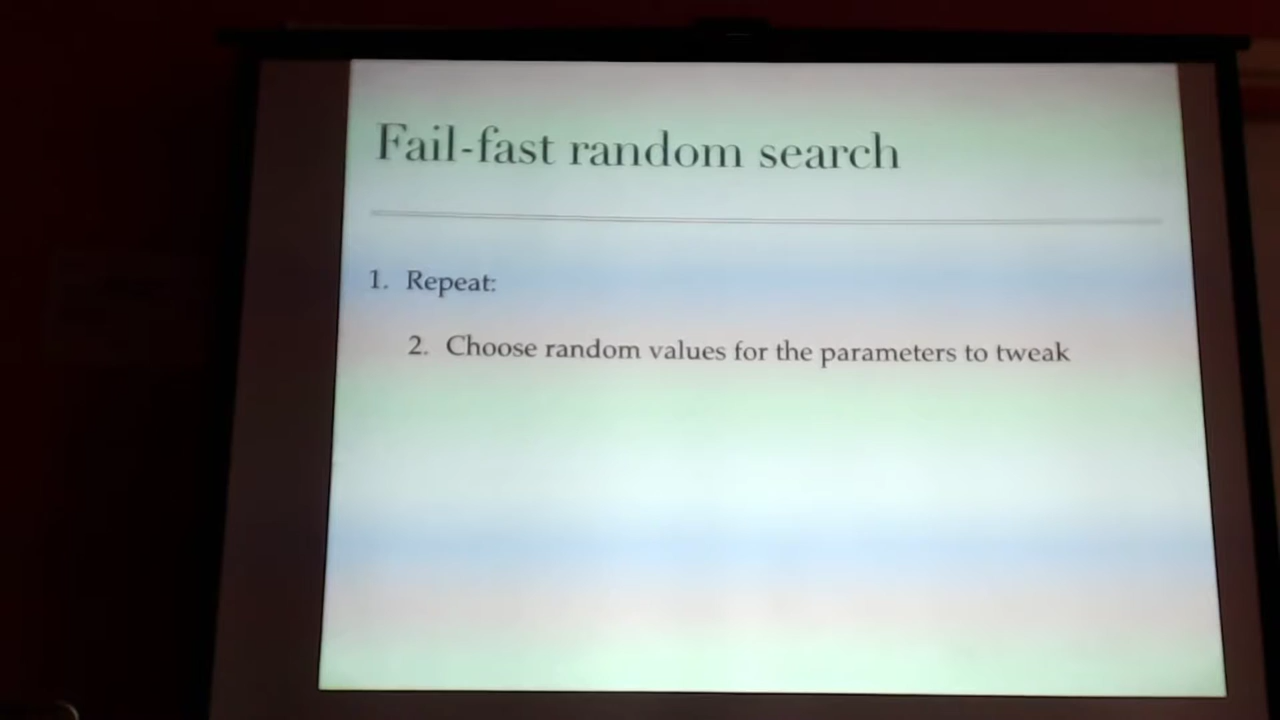 Fail-fast random search
1. Repeat:
2. Choose random values for the parameters to tweak